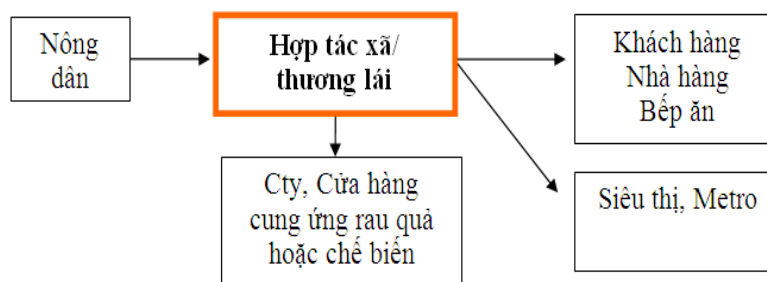 Nông
dân
Hợp tác xã/
thương lái
Khách hàng
Nhà hàng
Bếp ăn
Cty, Cửa hàng
cung ứng rau quả
hoặc chế biến
Siêu thị, Metro